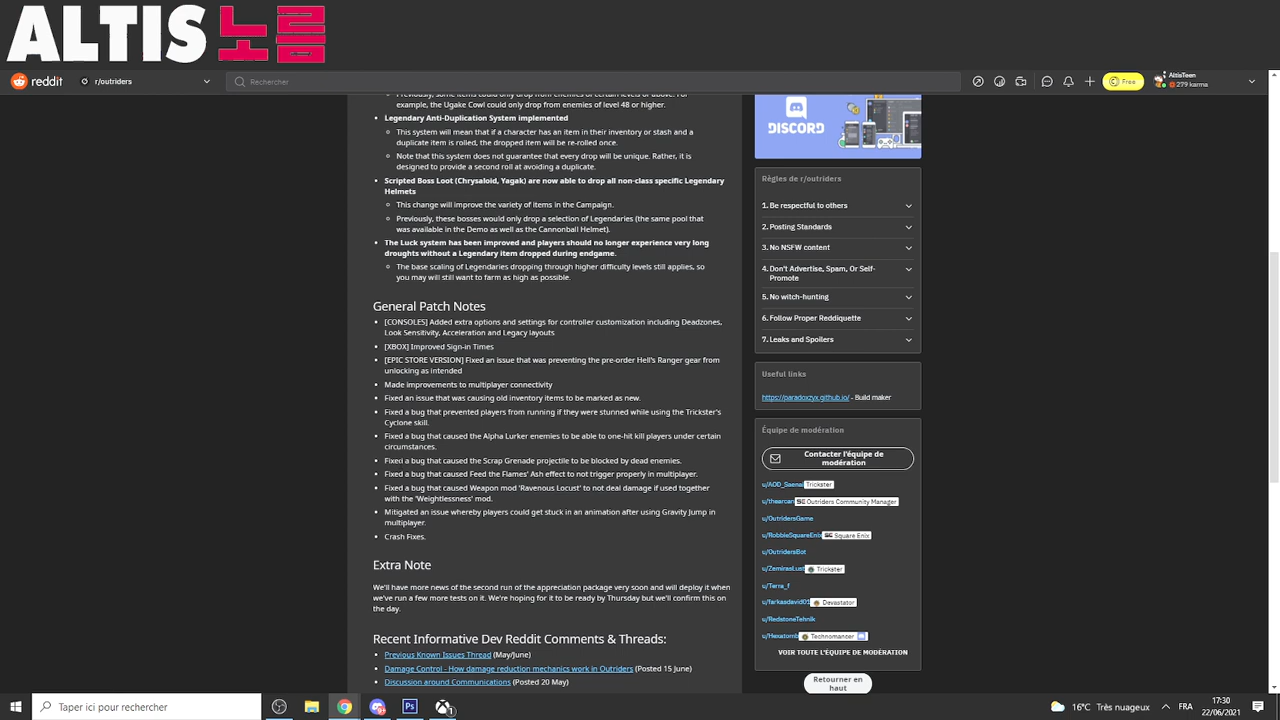 ALTIS 노름
reddit r/outriders Rechercher Free AltisTeen
279 karma
example, the Ugake Cowl could only drop from enemies of level 48 or higher.
Legendary Anti-Duplication System implemented
This system will mean that if a character has an item in their inventory or stash and a
duplicate item is rolled, the dropped item will be re-rolled once.
Note that this system does not guarantee that every drop will be unique. Rather, it is
designed to provide a second roll at avoiding a duplicate.
Scripted Boss Loot (Chrysaloid, Yagak) are now able to drop all non-class specific Legendary
Helmets
This change will improve the variety of items in the Campaign.
Previously, these bosses would only drop a selection of Legendaries (the same pool that
was available in the Demo as well as the Cannonball Helmet).
The Luck system has been improved and players should no longer experience very long
droughts without a Legendary item dropped during endgame.
The base scaling of Legendaries dropping through higher difficulty levels still applies, so
you may will still want to farm as high as possible.
General Patch Notes
[CONSOLES] Added extra options and settings for controller customization including Deadzones,
Look Sensitivity, Acceleration and Legacy layouts
[XBOX] Improved Sign-in Times
[EPIC STORE VERSION] Fixed an issue that was preventing the pre-order Hell's Ranger gear from
unlocking as intended
Made improvements to multiplayer connectivity
Fixed an issue that was causing old inventory items to be marked as new.
Fixed a bug that prevented players from running if they were stunned while using the Trickster's
Cyclone skill.
Fixed a bug that caused the Alpha Lurker enemies to be able to one-hit kill players under certain
circumstances.
Fixed a bug that caused the Scrap Grenade projectile to be blocked by dead enemies.
Fixed a bug that caused Feed the Flames' Ash effect to not trigger properly in multiplayer.
Fixed a bug that caused Weapon mod 'Ravenous Locust' to not deal damage if used together
with the 'Weightlessness' mod.
Mitigated an issue whereby players could get stuck in an animation after using Gravity Jump in
multiplayer.
Crash Fixes.
Extra Note
We'll have more news of the second run of the appreciation package very soon and will deploy it when
we've run a few more tests on it. We're hoping for it to be ready by Thursday but we'll confirm this on
the day.
Recent Informative Dev Reddit Comments & Threads:
Previous Known Issues Thread (May/June)
Damage Control - How damage reduction mechanics work in Outriders (Posted 15 June)
Discussion around Communications (Posted 20 May)
DISCORD
Règles de r/outriders
1. Be respectful to others
2. Posting Standards
3. No NSFW content
4. Don't Advertise, Spam, Or Self-
Promote
5. No witch-hunting
6. Follow Proper Reddiquette
7. Leaks and Spoilers
Useful links
https://paradoxzyx.github.io/ - Build maker
Équipe de modération
Contacter l'équipe de
modération
Trickster
u/thearcan SE Outriders Community Manager
u/OutridersGame
u/RobbieSquareEnix Square Enix
u/OutridersBot
u/ZemirasLust Trickster
u/Terra_f
u/farkasdavid01 Devastator
u/RedstoneTehnik
u/Hexatomb Technomancer
VOIR TOUTE L'ÉQUIPE DE MODÉRATION
Retourner en
haut
Taper ici pour rechercher
16°C Très nuageux FRA 17:30
22/06/2021